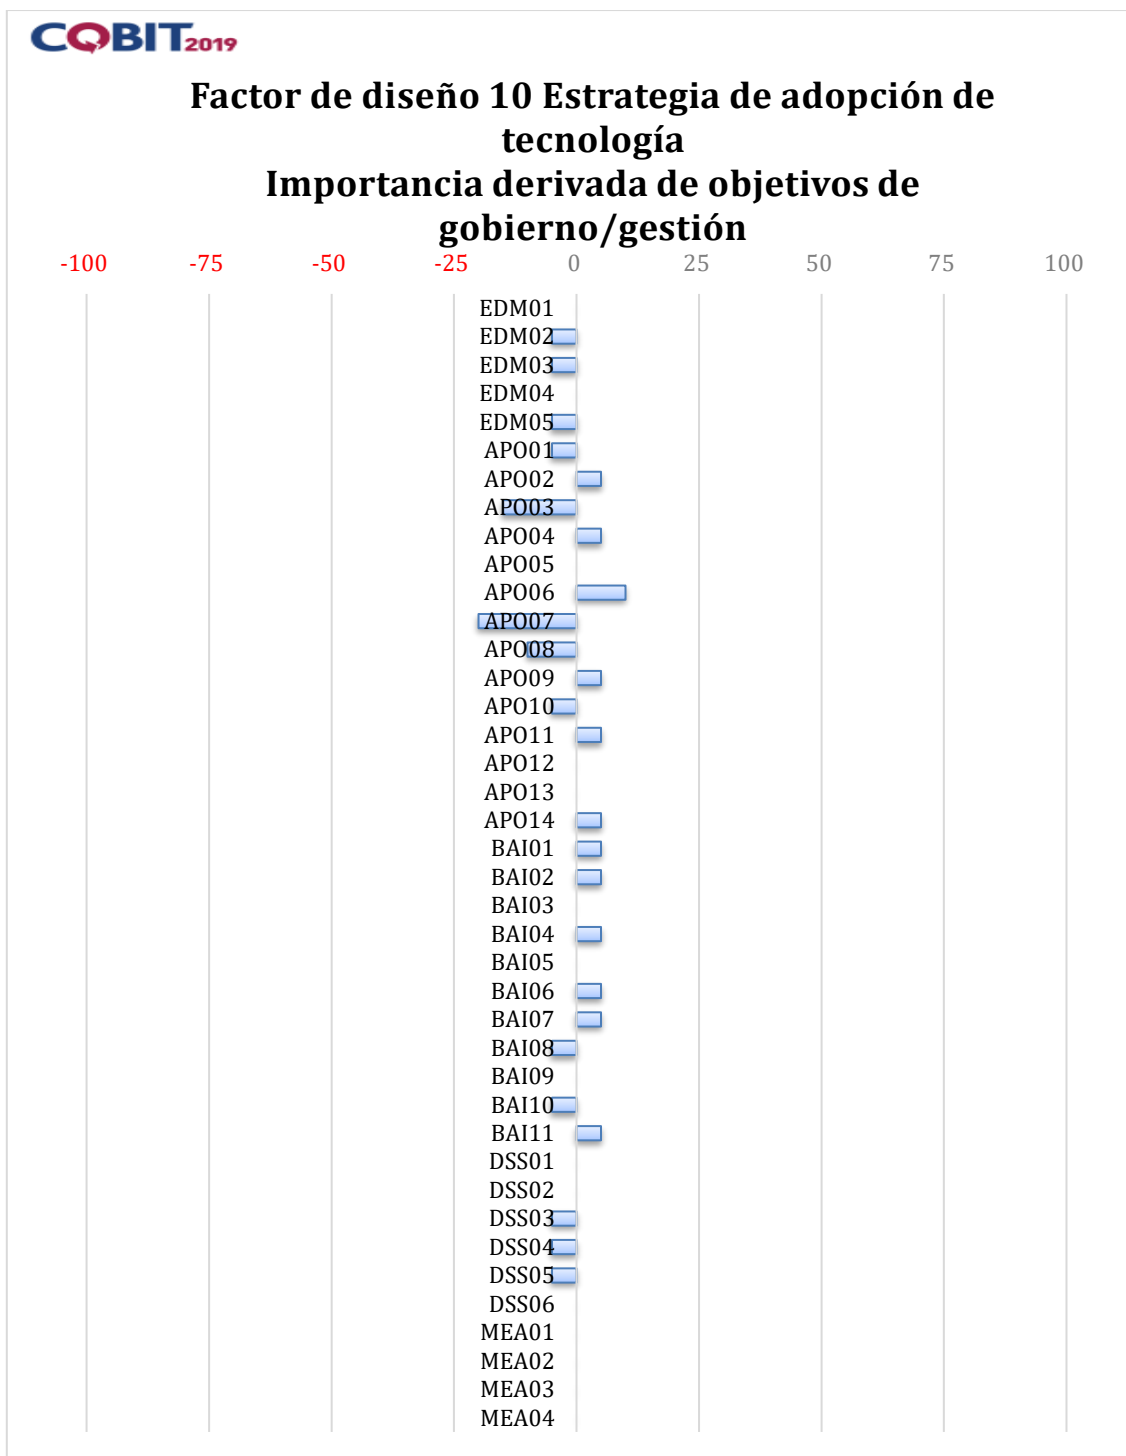 COBIT2019
Factor de diseño 10 Estrategia de adopción de
tecnología
Importancia derivada de objetivos de
gobierno/gestión
-100 -75 -50 -25 0 25 50 75 100
EDM01
EDM02
EDM03
EDM04
EDM05
APO01
APO02
APO03
APO04
APO05
APO06
APO07
APO08
APO09
APO10
APO11
APO12
APO13
APO14
BAI01
BAI02
BAI03
BAI04
BAI05
BAI06
BAI07
BAI08
BAI09
BAI10
BAI11
DSS01
DSS02
DSS03
DSS04
DSS05
DSS06
MEA01
MEA02
MEA03
MEA04